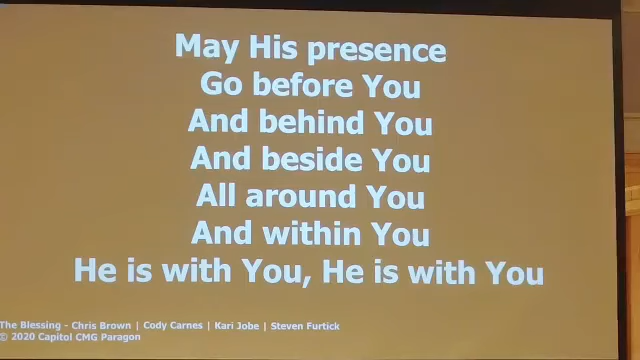 May His presence
Go before You
And behind You
And beside You
All around You
And within You
He is with You, He is with You
The Blessing - Chris Brown | Cody Carnes | Kari Jobe | Steven Furtick
© 2020 Capitol CMG Paragon